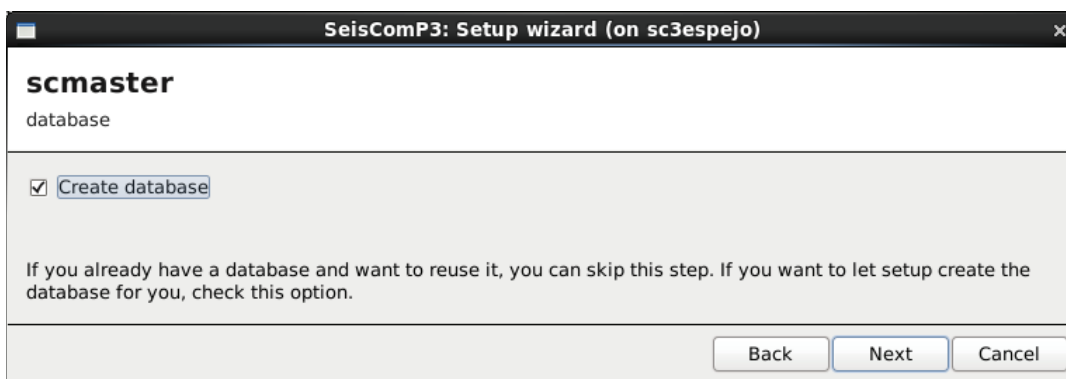 SeisComP3: Setup wizard (on sc3espejo)
scmaster
database
Create database
If you already have a database and want to reuse it, you can skip this step. If you want to let setup create the
database for you, check this option.
Back Next Cancel